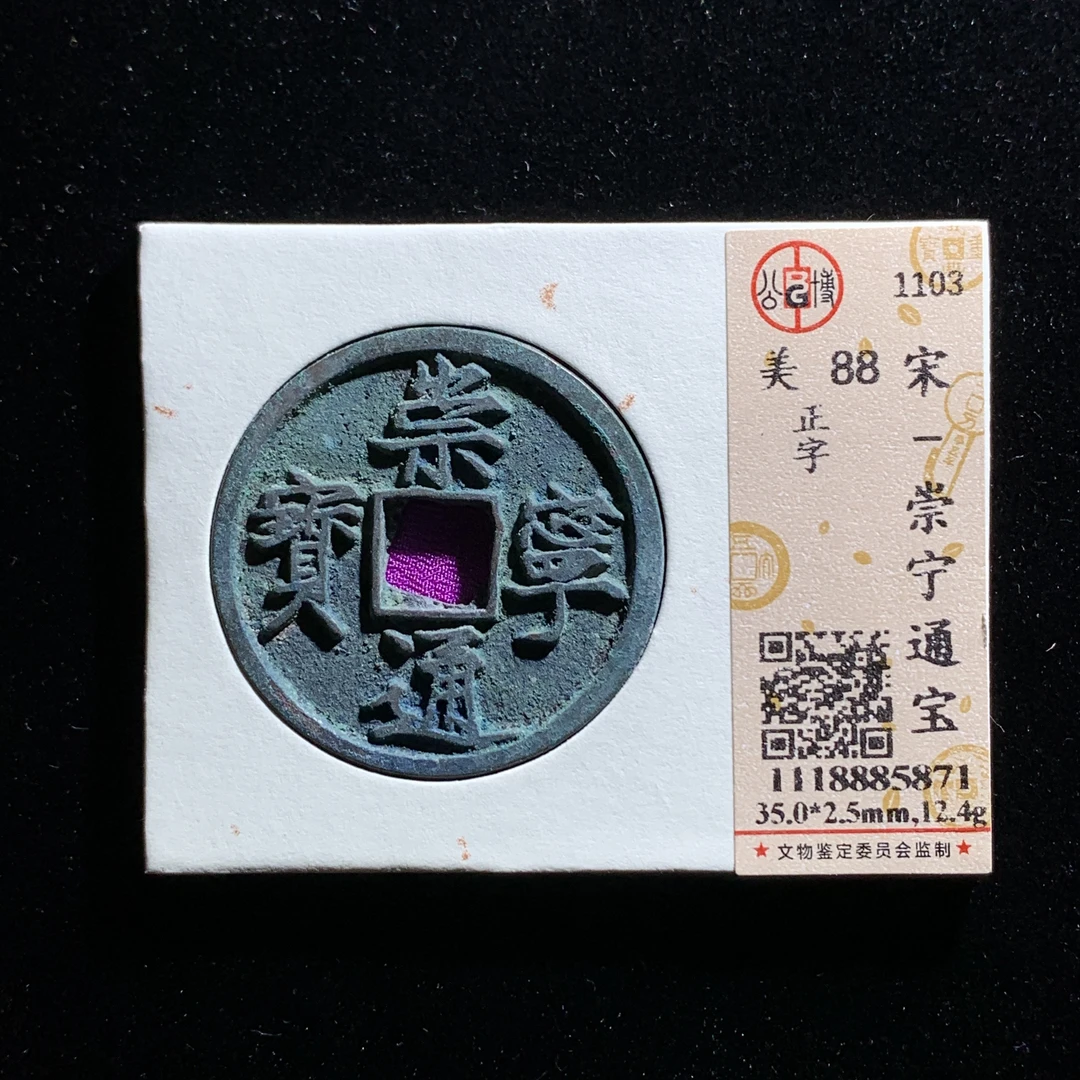 崇
寧
通
寶
公
博
BG
1103
美 88
正字
宋一崇宁通宝
1118885871
35.0*2.5mm,12.4g
★ 文物鉴定委员会监制 ★